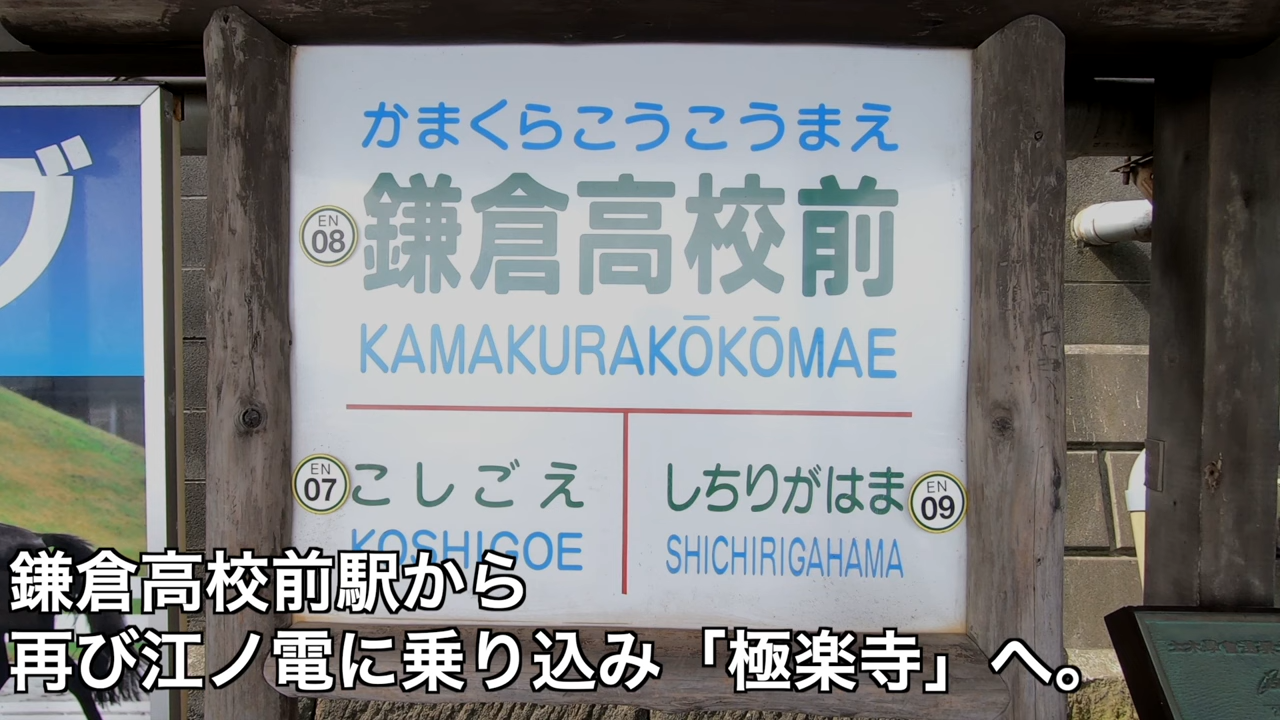 ブ
かまくらこうこうまえ
EN
08
鎌倉高校前
KAMAKURAKŌKŌMAE
EN
07
こしごえ
KOSHIGOE
しちりがはま
EN
09
SHICHIRIGAHAMA
鎌倉高校前駅から
再び江ノ電に乗り込み「極楽寺」へ。